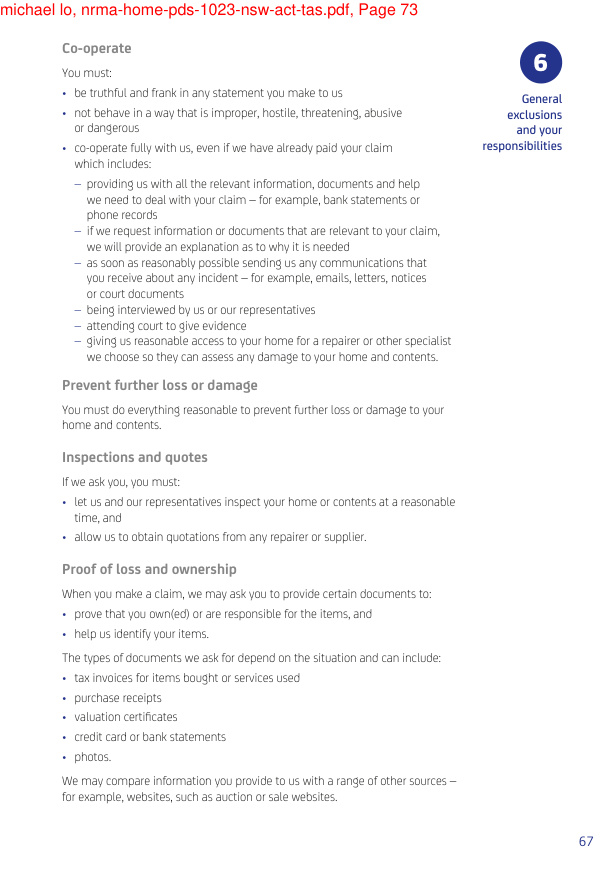 michael lo, nrma-home-pds-1023-nsw-act-tas.pdf, Page 73
Co-operate
You must:
• be truthful and frank in any statement you make to us
• not behave in a way that is improper, hostile, threatening, abusive
or dangerous
• co-operate fully with us, even if we have already paid your claim
which includes:
– providing us with all the relevant information, documents and help
we need to deal with your claim – for example, bank statements or
phone records
– if we request information or documents that are relevant to your claim,
we will provide an explanation as to why it is needed
– as soon as reasonably possible sending us any communications that
you receive about any incident – for example, emails, letters, notices
or court documents
– being interviewed by us or our representatives
– attending court to give evidence
– giving us reasonable access to your home for a repairer or other specialist
we choose so they can assess any damage to your home and contents.
Prevent further loss or damage
You must do everything reasonable to prevent further loss or damage to your
home and contents.
Inspections and quotes
If we ask you, you must:
• let us and our representatives inspect your home or contents at a reasonable
time, and
• allow us to obtain quotations from any repairer or supplier.
Proof of loss and ownership
When you make a claim, we may ask you to provide certain documents to:
• prove that you own(ed) or are responsible for the items, and
• help us identify your items.
The types of documents we ask for depend on the situation and can include:
• tax invoices for items bought or services used
• purchase receipts
• valuation certificates
• credit card or bank statements
• photos.
We may compare information you provide to us with a range of other sources –
for example, websites, such as auction or sale websites.
6
General
exclusions
and your
responsibilities
67